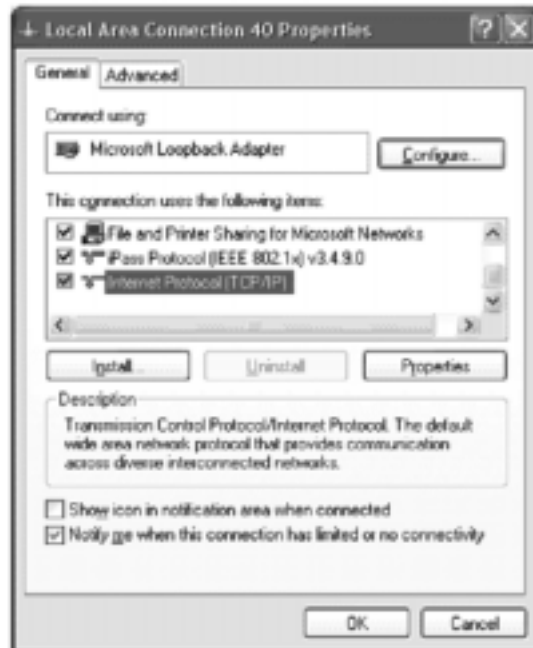 Local Area Connection 40 Properties
General
Advanced
Connect using:
Microsoft Loopback Adapter
Configure...
This connection uses the following items:
File and Printer Sharing for Microsoft Networks
iPass Protocol (IEEE 802.1x) v3.4.9.0
Internet Protocol (TCP/IP)
Install...
Uninstall
Properties
Description
Transmission Control Protocol/Internet Protocol. The default
wide area network protocol that provides communication
across diverse interconnected networks.
Show icon in notification area when connected
Notify me when this connection has limited or no connectivity
OK
Cancel